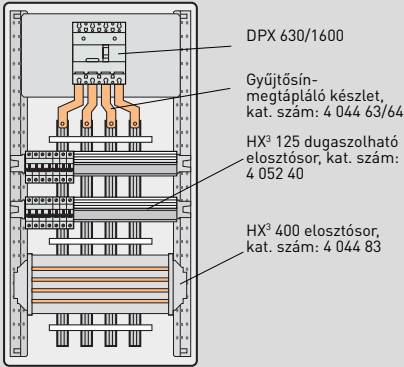 DPX 630/1600
Gyűjtősín-
megtápláló készlet,
kat. szám: 4 044 63/64
HX³ 125 dugaszolható
elosztósor, kat. szám:
4 052 40
HX³ 400 elosztósor,
kat. szám: 4 044 83